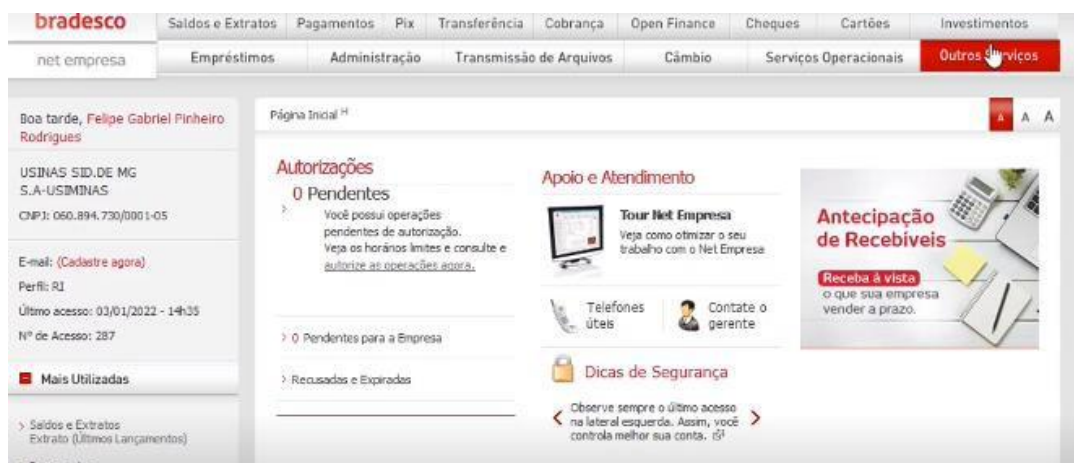 bradesco
Saldos e Extratos Pagamentos Pix Transferência Cobrança Open Finance Cheques Cartões Investimentos
net empresa
Empréstimos Administração Transmissão de Arquivos Câmbio Serviços Operacionais Outros Serviços
Boa tarde, Felipe Gabriel Pinheiro
Rodrigues
USINAS SID.DE MG
S.A-USIMINAS
CNPJ: 060.894.730/0001-05
E-mail: (Cadastre agora)
Perfil: RI
Último acesso: 03/01/2022 - 14h35
Nº de Acesso: 287
Mais Utilizadas
> Saldos e Extratos
Extrato (Últimos Lançamentos)
Página Inicial
A A A
Autorizações
> 0 Pendentes
Você possui operações
pendentes de autorização.
Veja os horários limites e consulte e
autorize as operações agora.
> 0 Pendentes para a Empresa
> Recusadas e Expiradas
Apoio e Atendimento
Tour Net Empresa
Veja como otimizar o seu
trabalho com o Net Empresa
Telefones
úteis
Contate o
gerente
Dicas de Segurança
Observe sempre o último acesso
na lateral esquerda. Assim, você
controla melhor sua conta.
Antecipação
de Recebíveis
Receba à vista
o que sua empresa
vender a prazo.